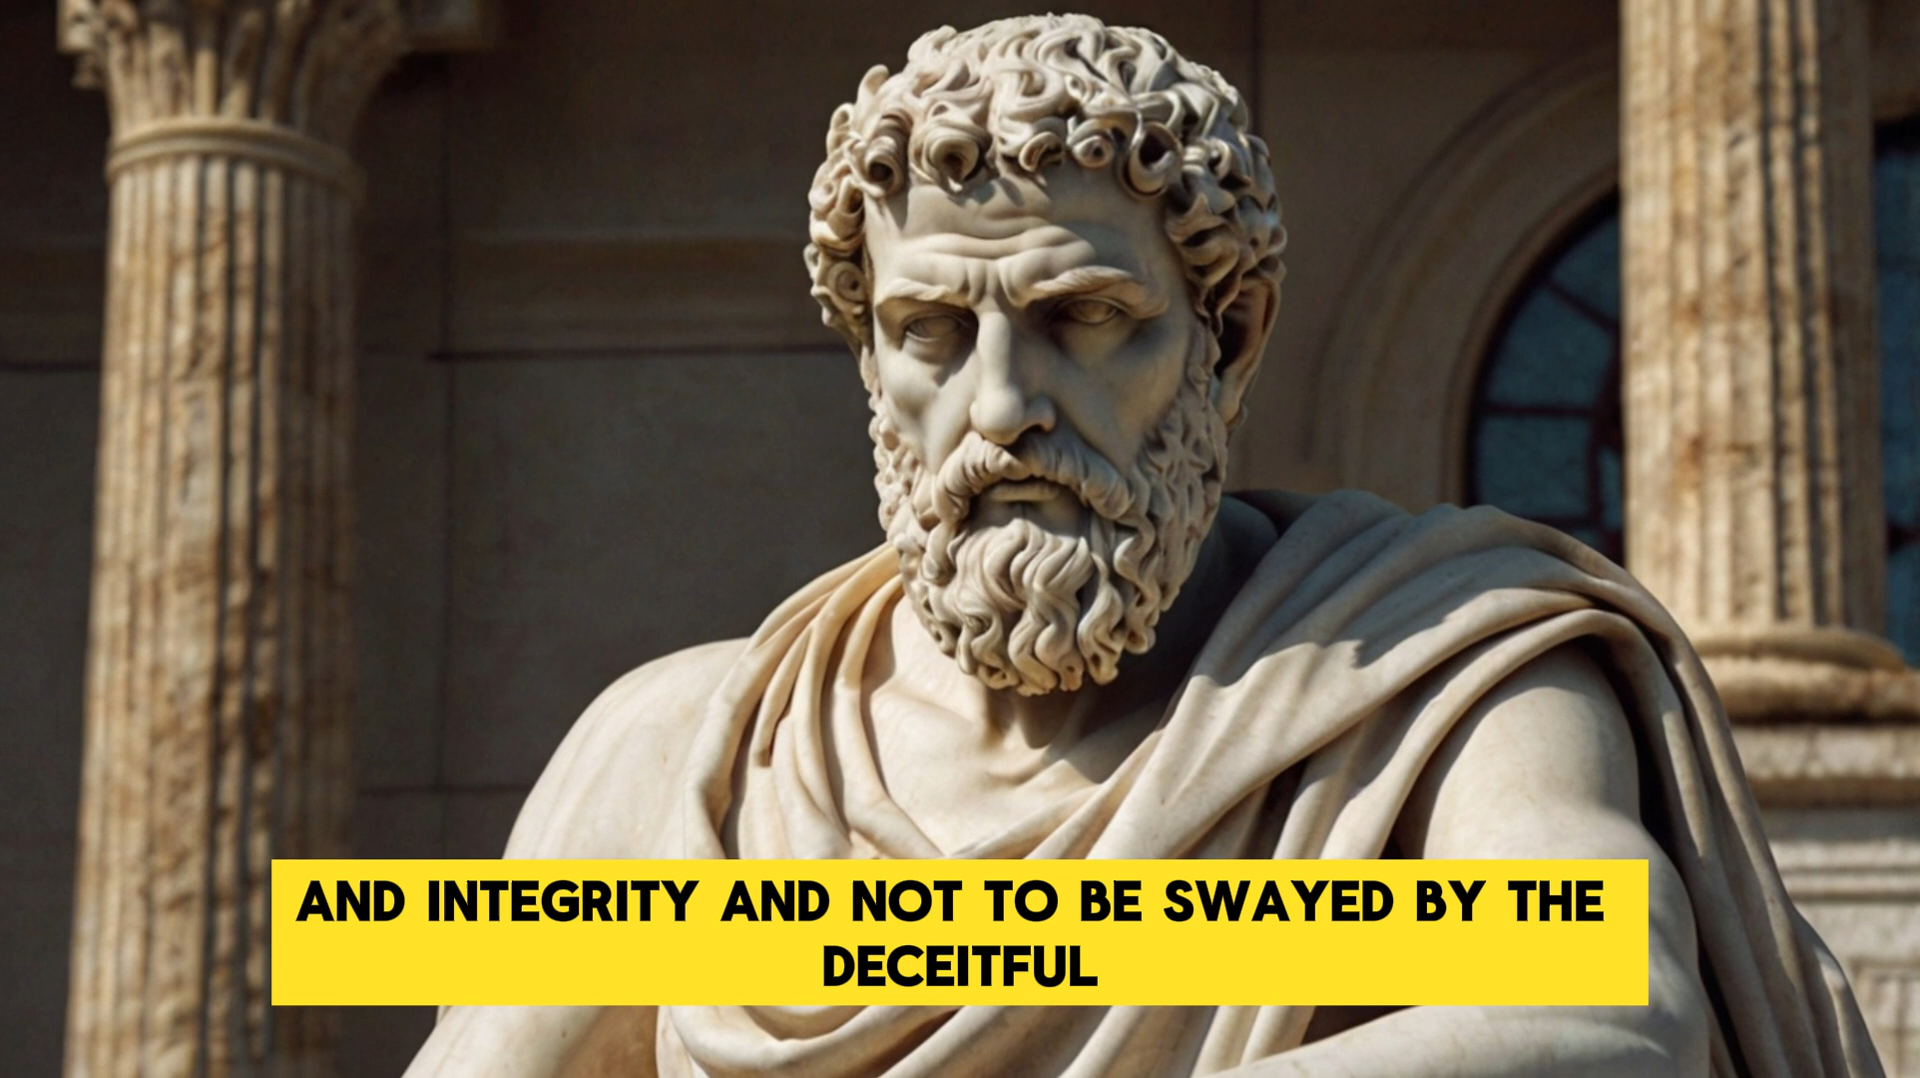 AND INTEGRITY AND NOT TO BE SWAYED BY THE
DECEITFUL